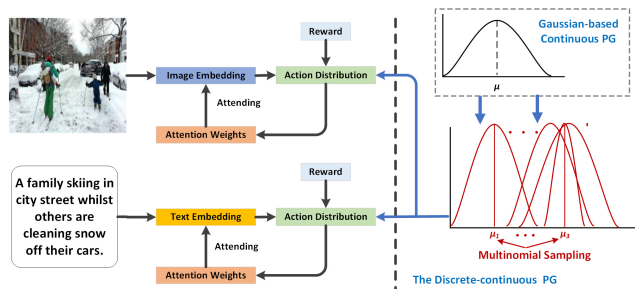 Reward
Image Embedding
Action Distribution
Attending
Attention Weights
A family skiing in
city street whilst
others are
cleaning snow
off their cars.
Reward
Text Embedding
Action Distribution
Attending
Attention Weights
Gaussian-based
Continuous PG
μ
. . .
μ1 . . . μ3
Multinomial Sampling
The Discrete-continuous PG